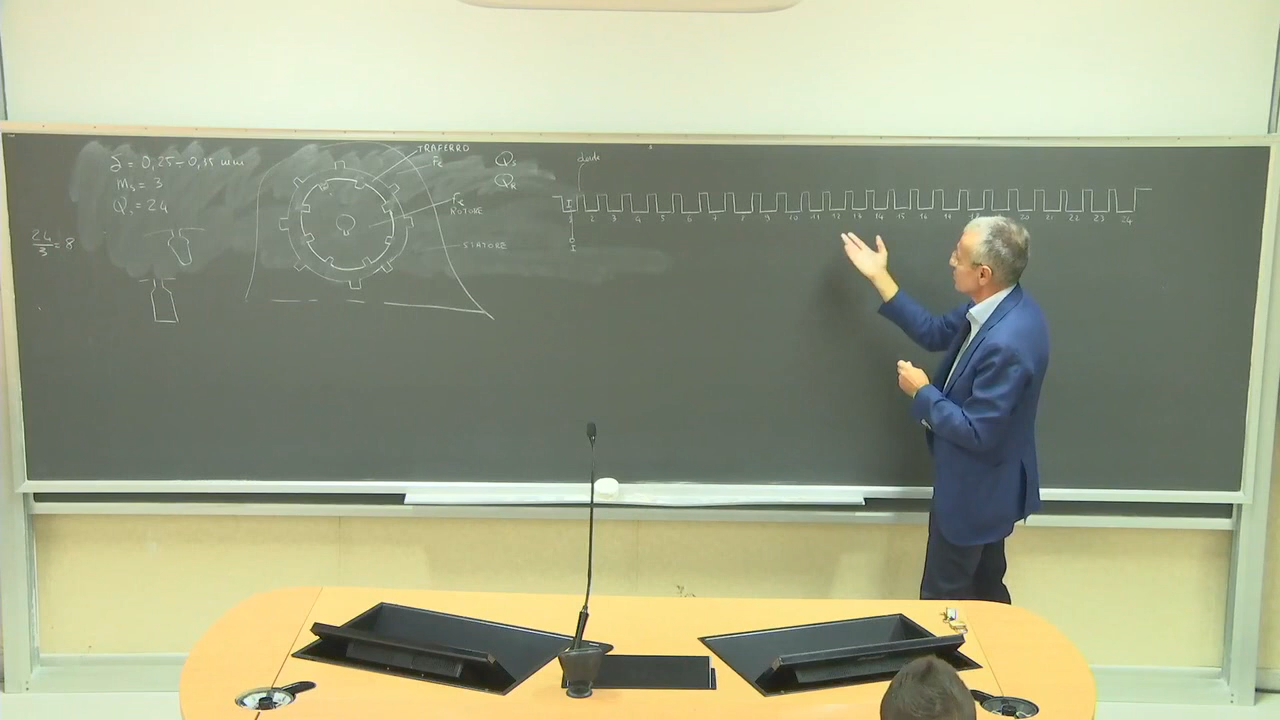 δ = 0,25÷0,35 mm
Ms = 3
Qs = 24
24/3 = 8
TRAFERRO
Fe
Fe
ROTORE
STATORE
Qs
QR
dente
I
1 2 3 4 5 6 7 8 9 10 11 12 13 14 15 16 17 18 19 20 21 22 23 24
I